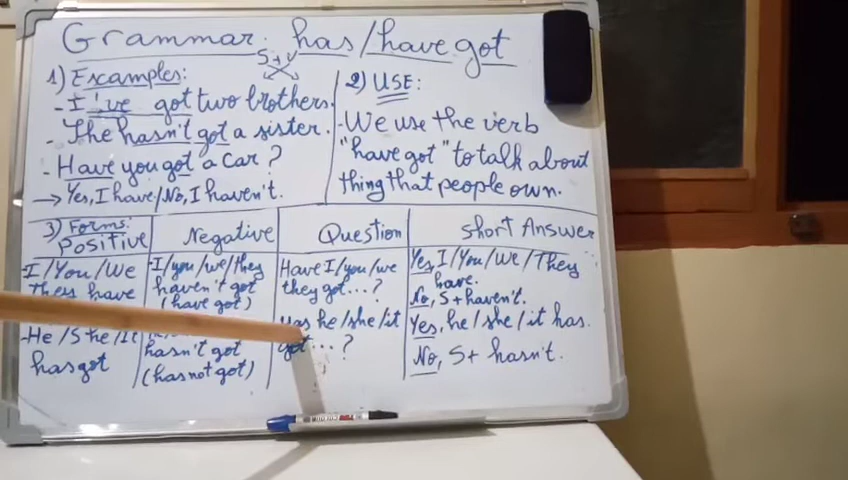 Grammar. has/have got
S + V
1) Examples:
- I've got two brothers.
- She hasn't got a sister.
- Have you got a car?
→ Yes, I have/No, I haven't.
2) USE:
- We use the verb
"have got" to talk about
thing that people own.
3) Forms:
Positive
I/You/We
They have
- He/She/It
has got
Negative
- I/you/we/they
haven't got
(have got)
hasn't got
(has not got)
Question
Have I/you/we
they got...?
Has he/she/it
got...?
Short Answer
Yes, I/You/We/They
have.
No, S+ haven't.
Yes, he/she/it has.
No, S+ hasn't.